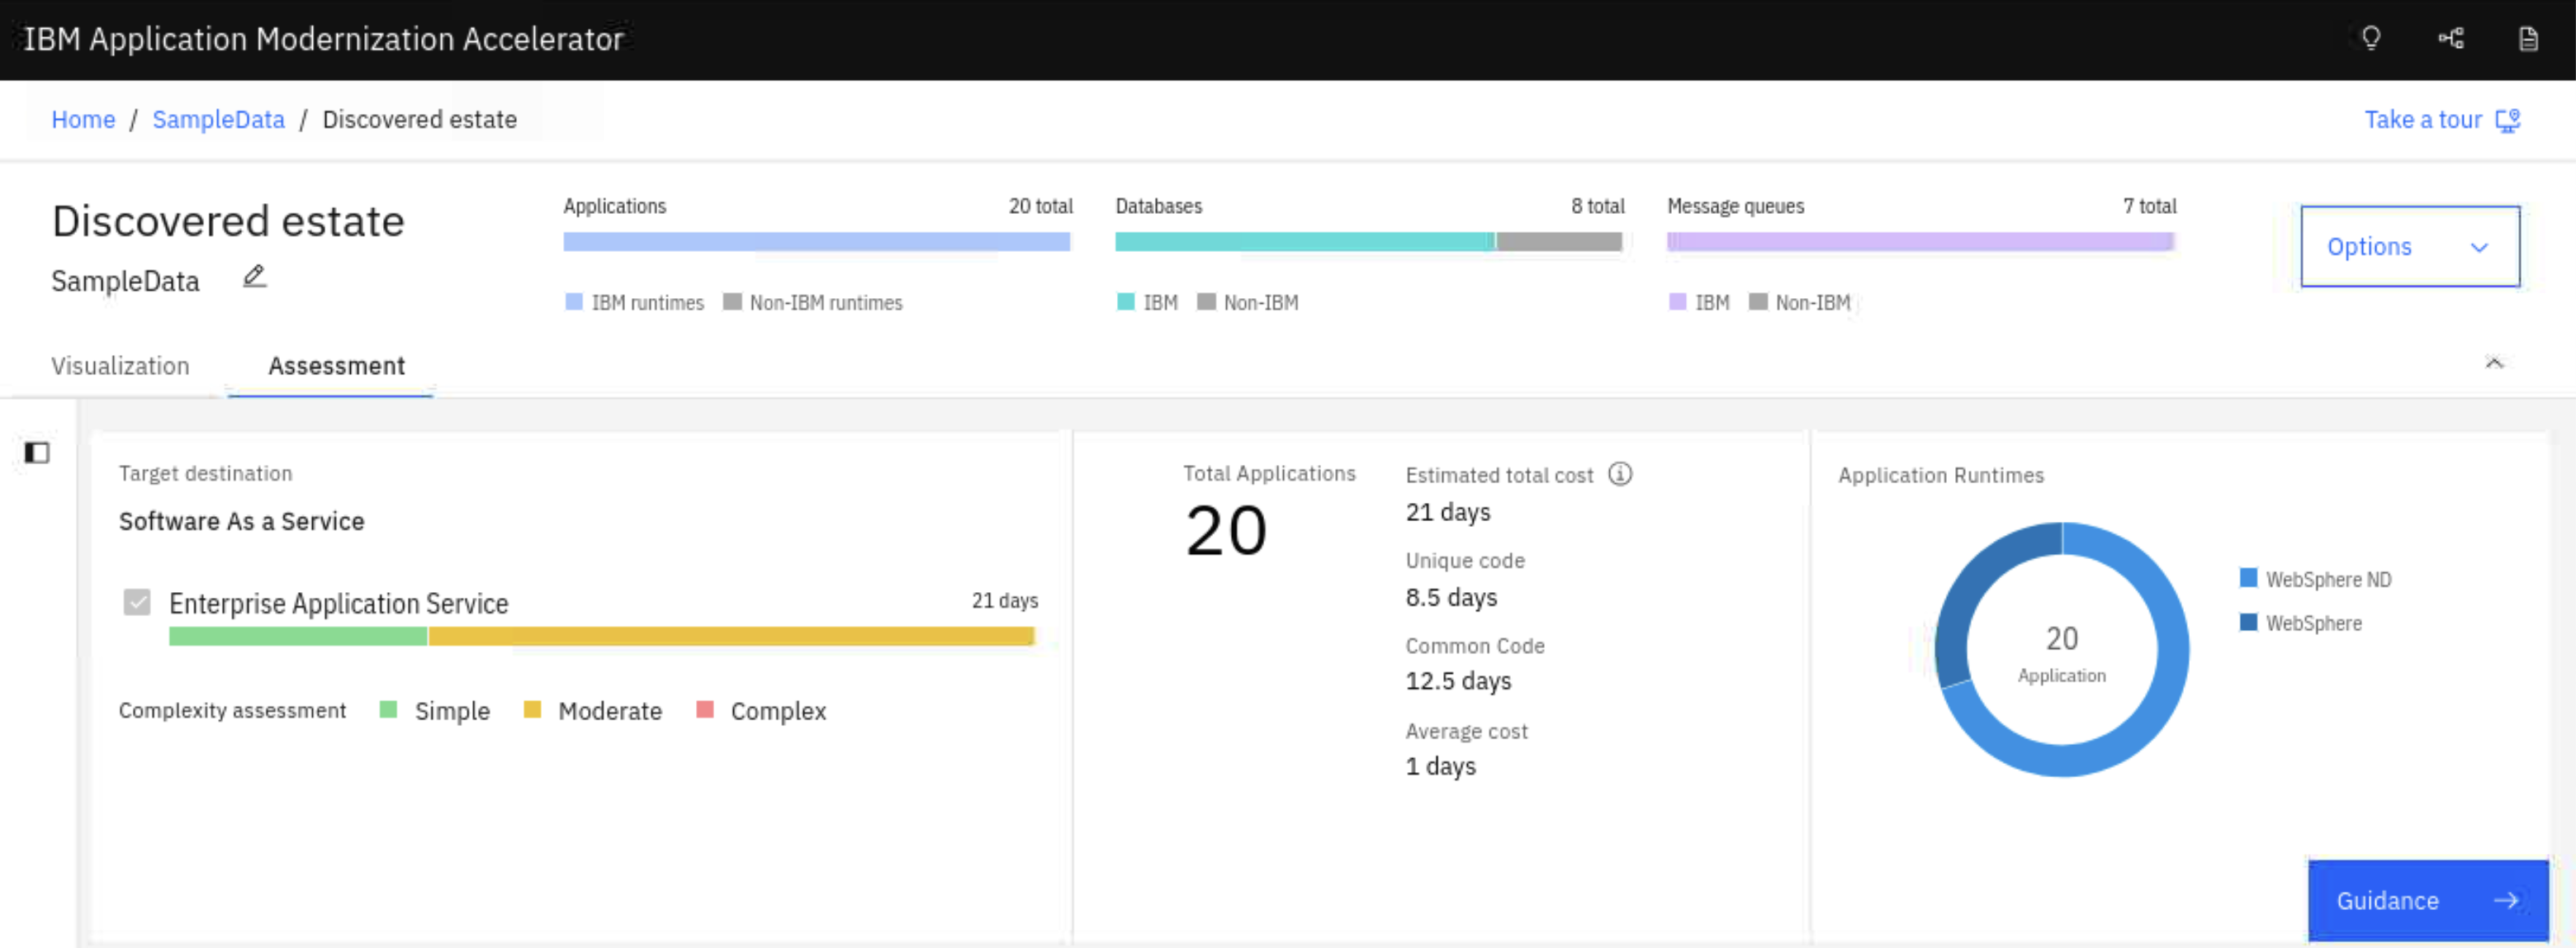 IBM Application Modernization Accelerator
Home / SampleData / Discovered estate
Take a tour
Discovered estate
SampleData
Applications 20 total
IBM runtimes Non-IBM runtimes
Databases 8 total
IBM Non-IBM
Message queues 7 total
IBM Non-IBM
Options
Visualization Assessment
Target destination
Software As a Service
Enterprise Application Service 21 days
Complexity assessment Simple Moderate Complex
Total Applications
20
Estimated total cost
21 days
Unique code
8.5 days
Common Code
12.5 days
Average cost
1 days
Application Runtimes
20
Application
WebSphere ND
WebSphere
Guidance